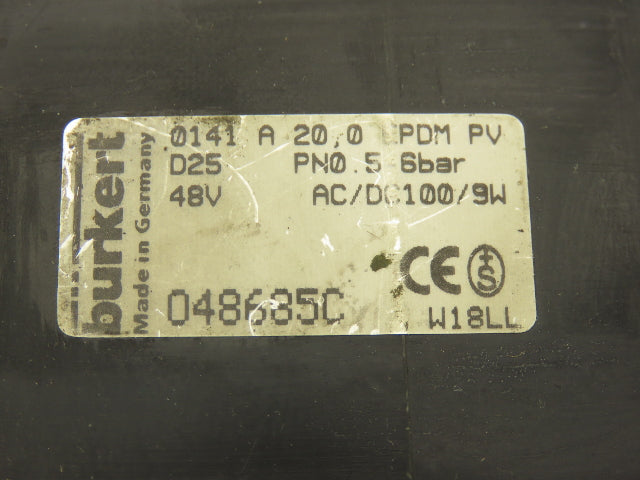 burkert
Made in Germany
0141 A 20,0 EPDM PV
D25 PN0.5-6bar
48V AC/DC100/9W
CE +S
048685C W18LL